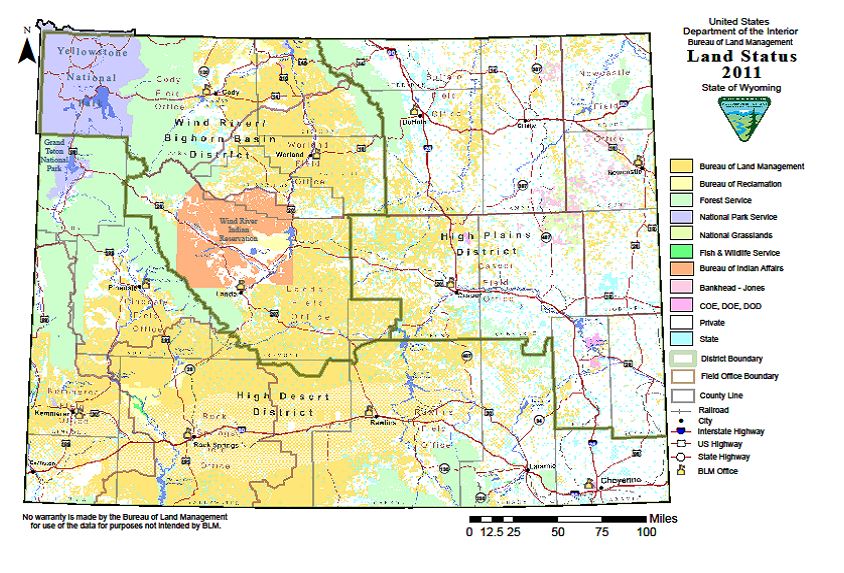 United States
Department of the Interior
Bureau of Land Management
Land Status
2011
State of Wyoming
Bureau of Land Management
Bureau of Reclamation
Forest Service
National Park Service
National Grasslands
Fish & Wildlife Service
Bureau of Indian Affairs
Bankhead - Jones
COE, DOE, DOD
Private
State
District Boundary
Field Office Boundary
County Line
Railroad
City
Interstate Highway
US Highway
State Highway
BLM Office
N
Yellowstone
National
Park
Grand
Teton
National
Park
Cody
Field
Office
Cody
Wind River/
Bighorn Basin
District
Worland
Field
Office
Worland
Wind River
Indian
Reservation
Lander
Lander
Field
Office
Pinedale
Pinedale
Field
Office
Buffalo
Field
Office
Buffalo
Newcastle
Field
Office
Newcastle
High Plains
District
Casper
Field
Office
Casper
High Desert
District
Kemmerer
Field
Office
Kemmerer
Rock
Springs
Office
Rock Springs
Rawlins
Field
Office
Rawlins
Laramie
Cheyenne
No warranty is made by the Bureau of Land Management
for use of the data for purposes not intended by BLM.
Miles
0 12.5 25 50 75 100